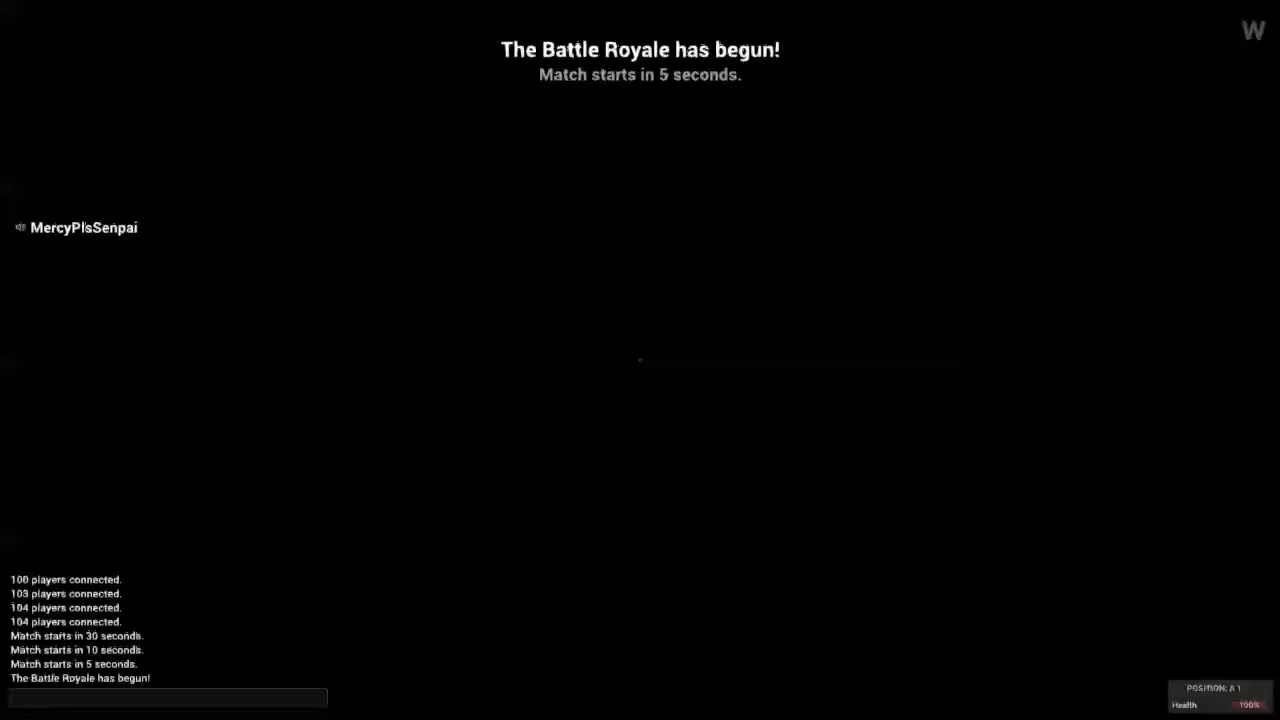 The Battle Royale has begun!
Match starts in 5 seconds.
W
MercyPlsSenpai
100 players connected.
103 players connected.
104 players connected.
104 players connected.
Match starts in 30 seconds.
Match starts in 10 seconds.
Match starts in 5 seconds.
The Battle Royale has begun!
POSITION: A 1
Health 100%